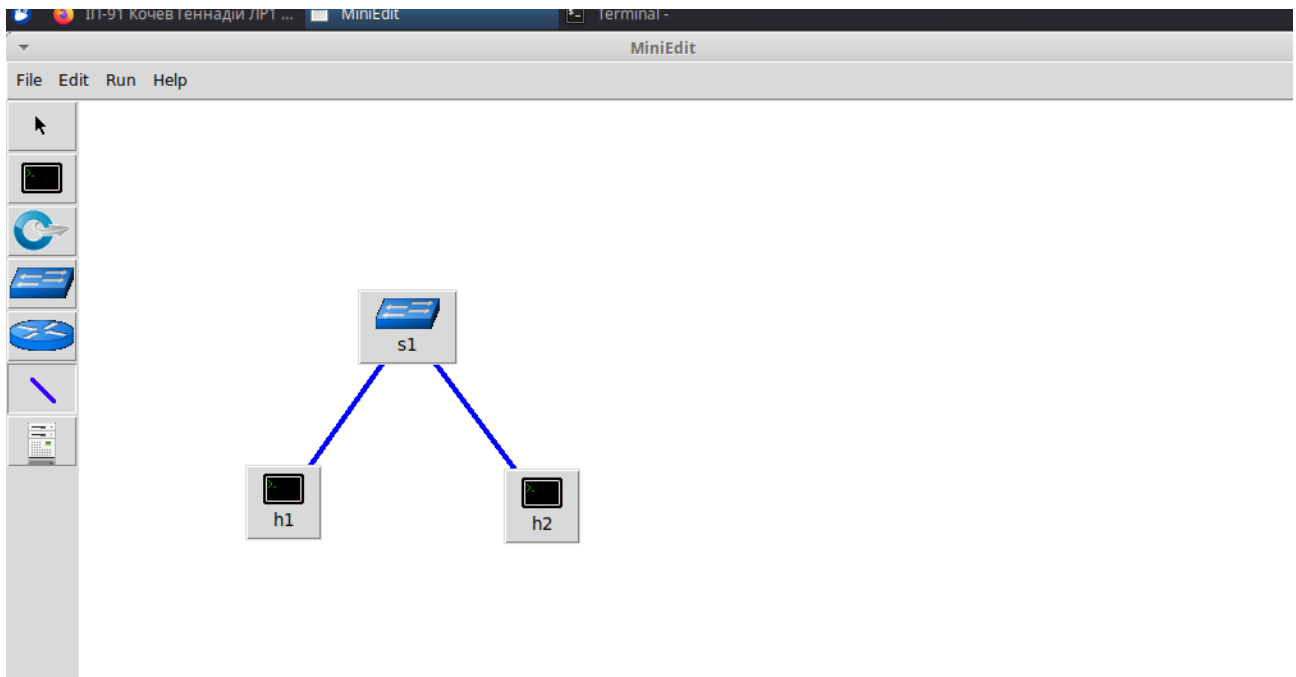 ІП-91 Кочев Геннадій ЛР1 ... MiniEdit Terminal -
MiniEdit
File Edit Run Help
s1
h1
h2